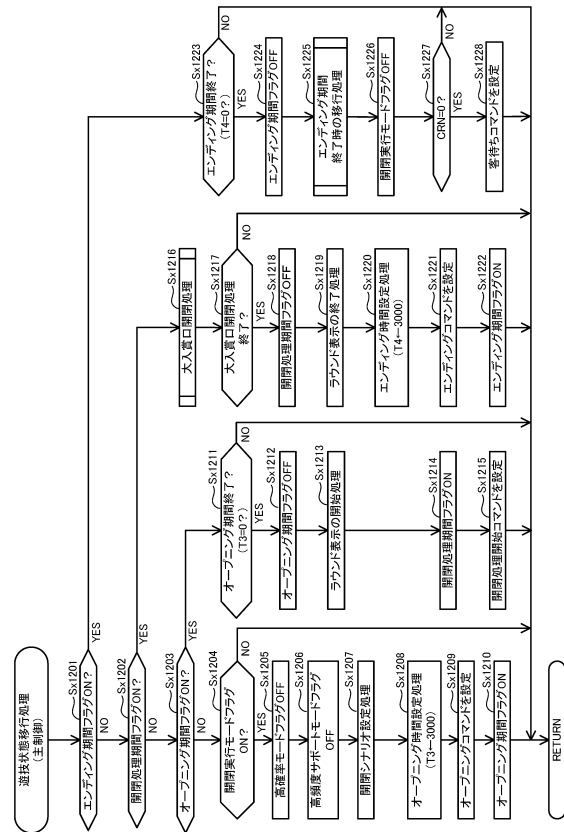 遊技状態移行処理
(主制御)
Sx1201
エンディング期間フラグON?
YES
NO
Sx1202
開閉処理期間フラグON?
YES
NO
Sx1203
オープニング期間フラグON?
YES
NO
Sx1204
開閉実行モードフラグ
ON?
NO
YES
Sx1205
高確率モードフラグOFF
Sx1206
高頻度サポートモードフラグ
OFF
Sx1207
開閉シナリオ設定処理
Sx1208
オープニング時間設定処理
(T3←3000)
Sx1209
オープニングコマンドを設定
Sx1210
オープニング期間フラグON
RETURN
Sx1211
オープニング期間終了?
(T3=0?)
NO
YES
Sx1212
オープニング期間フラグOFF
Sx1213
ラウンド表示の開始処理
Sx1214
開閉処理期間フラグON
Sx1215
開閉処理開始コマンドを設定
Sx1216
大入賞口開閉処理
Sx1217
大入賞口開閉処理
終了?
NO
YES
Sx1218
開閉処理期間フラグOFF
Sx1219
ラウンド表示の終了処理
Sx1220
エンディング時間設定処理
(T4←3000)
Sx1221
エンディングコマンドを設定
Sx1222
エンディング期間フラグON
Sx1223
エンディング期間終了?
(T4=0?)
NO
YES
Sx1224
エンディング期間フラグOFF
Sx1225
エンディング期間
終了時の移行処理
Sx1226
開閉実行モードフラグOFF
Sx1227
CRN=0?
NO
YES
Sx1228
客待ちコマンドを設定